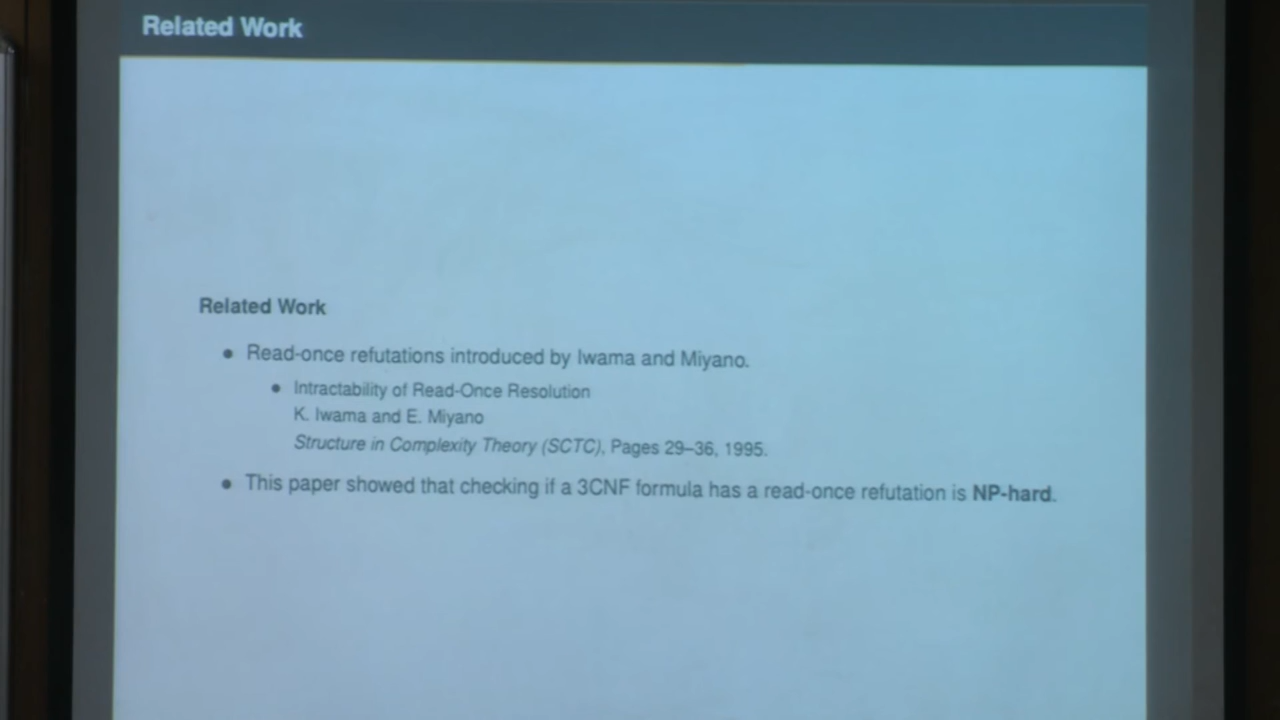 Related Work
Related Work
• Read-once refutations introduced by Iwama and Miyano.
• Intractability of Read-Once Resolution
K. Iwama and E. Miyano
Structure in Complexity Theory (SCTC), Pages 29–36, 1995.
• This paper showed that checking if a 3CNF formula has a read-once refutation is NP-hard.